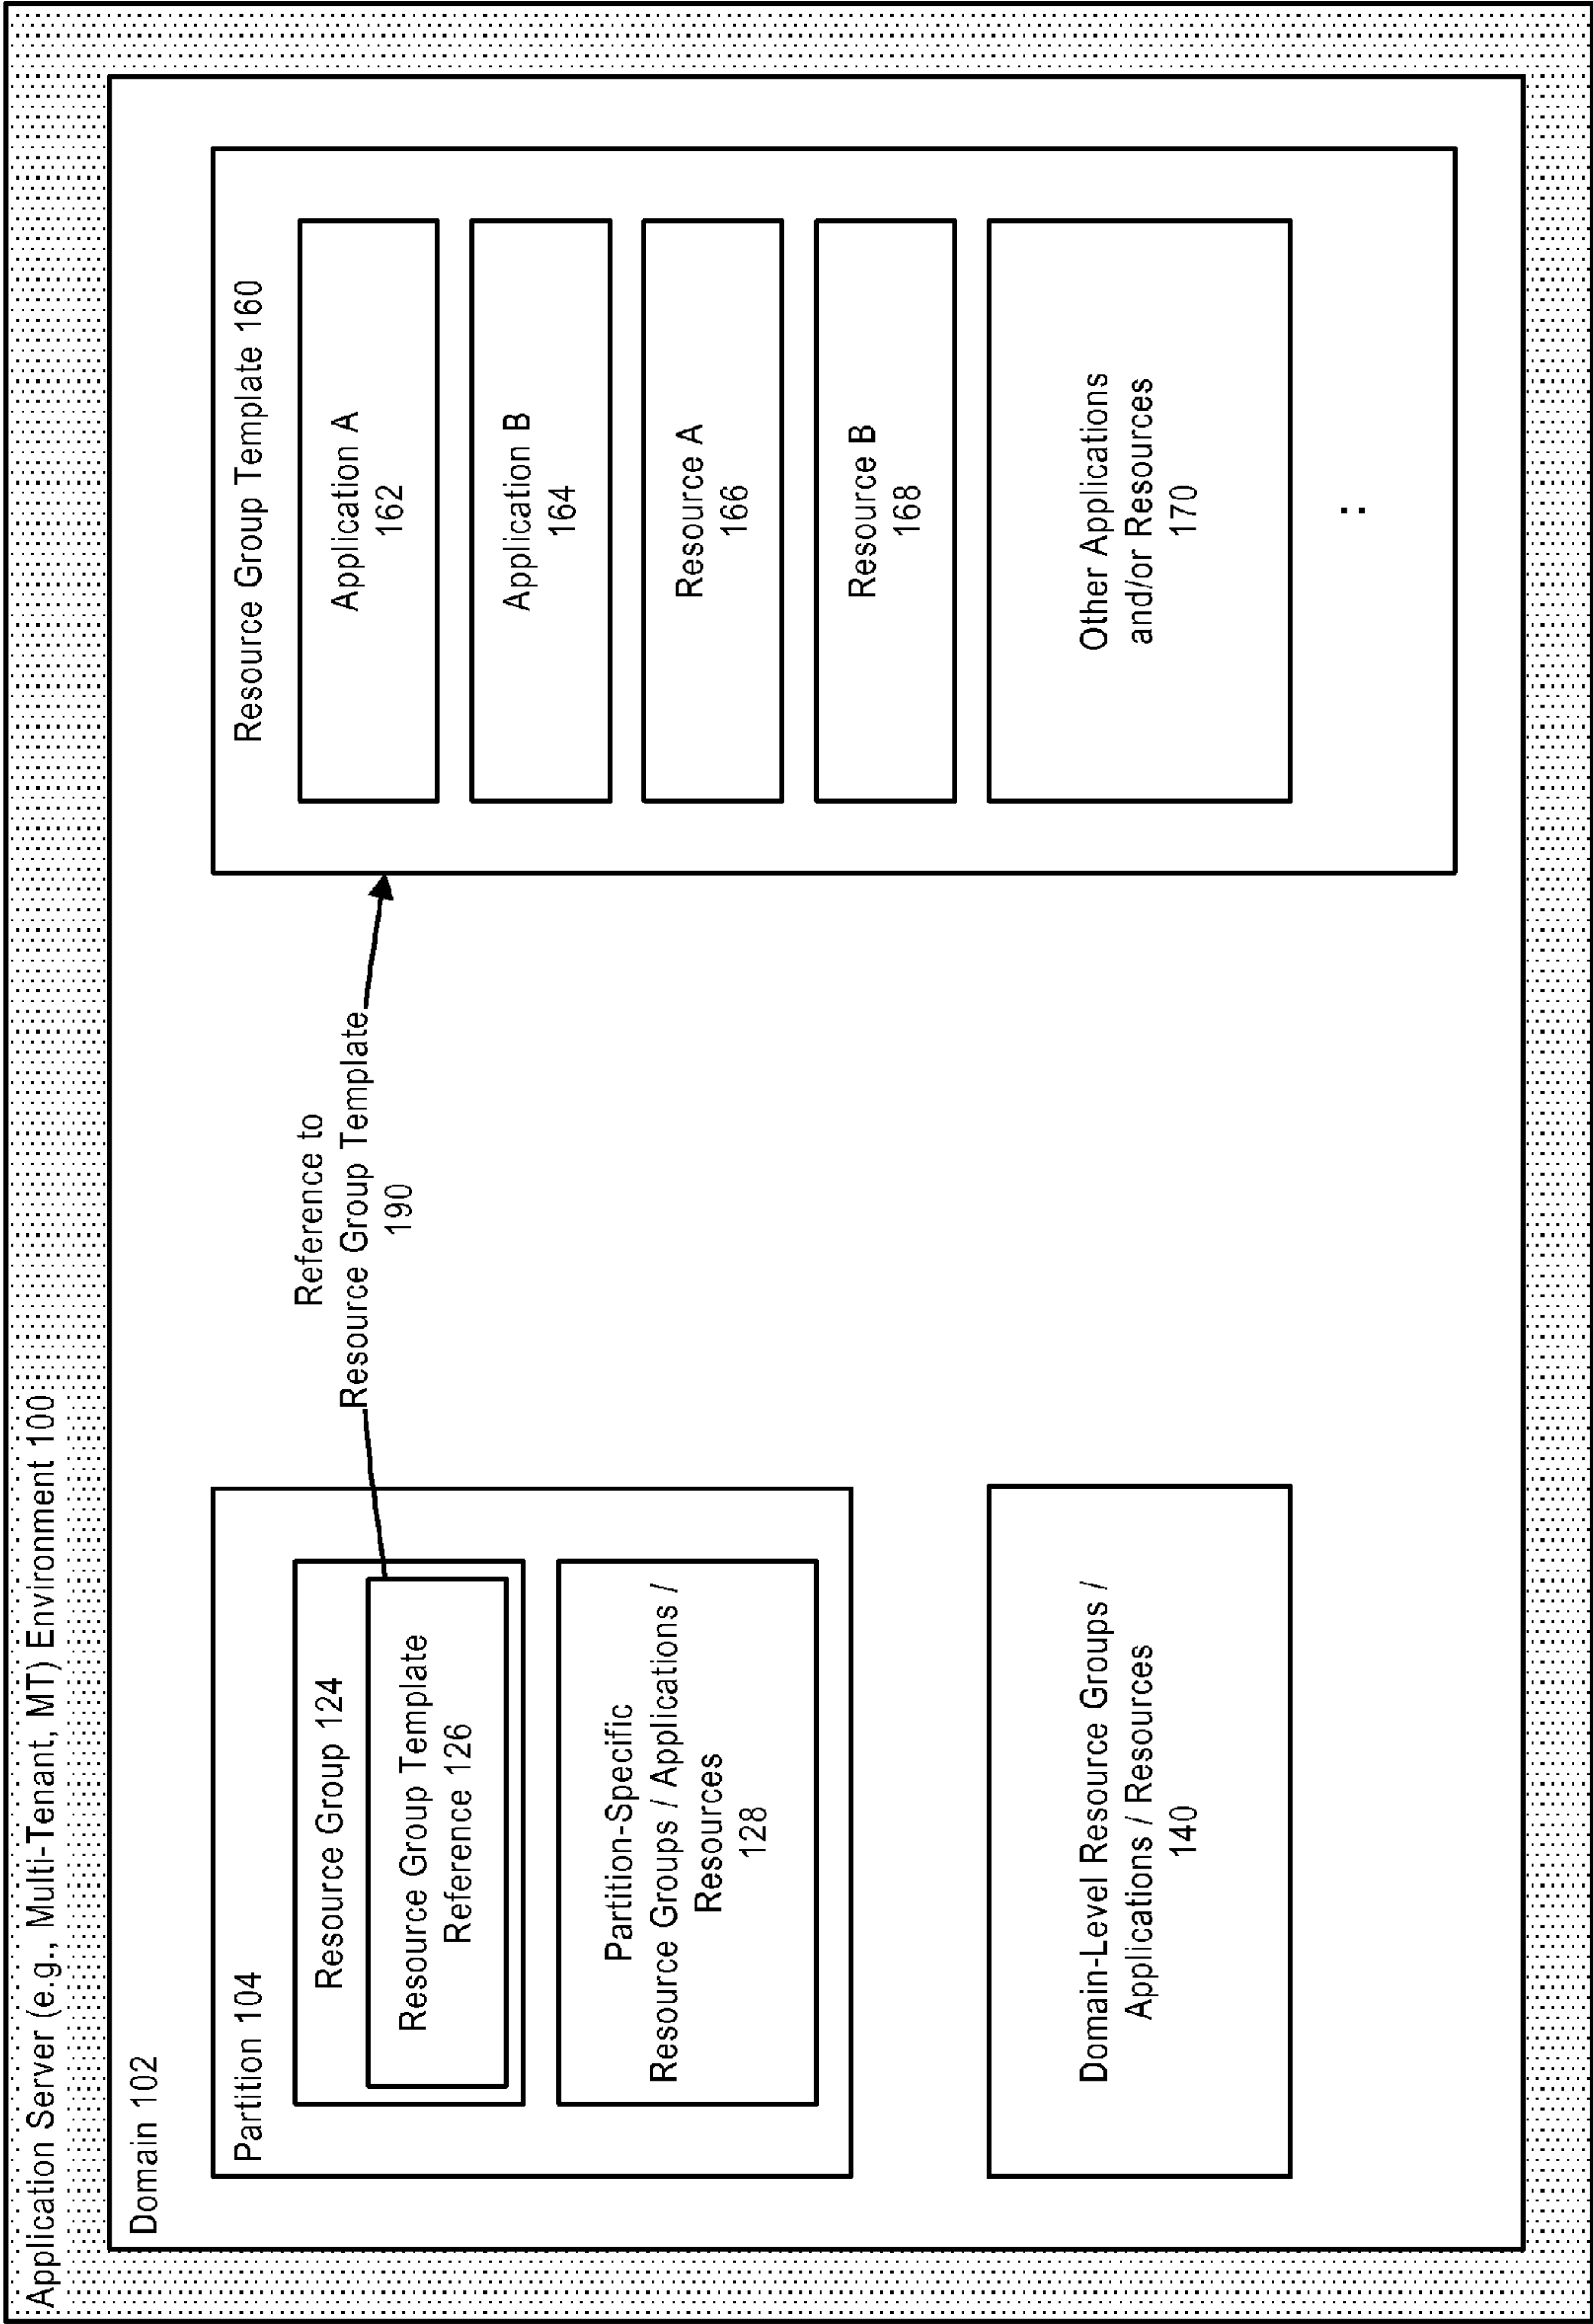 Application Server (e.g., Multi-Tenant, MT) Environment 100
Domain 102
Partition 104
Resource Group 124
Resource Group Template
Reference 126
Partition-Specific
Resource Groups / Applications /
Resources
128
Domain-Level Resource Groups /
Applications / Resources
140
Reference to
Resource Group Template
190
Resource Group Template 160
Application A
162
Application B
164
Resource A
166
Resource B
168
Other Applications
and/or Resources
170